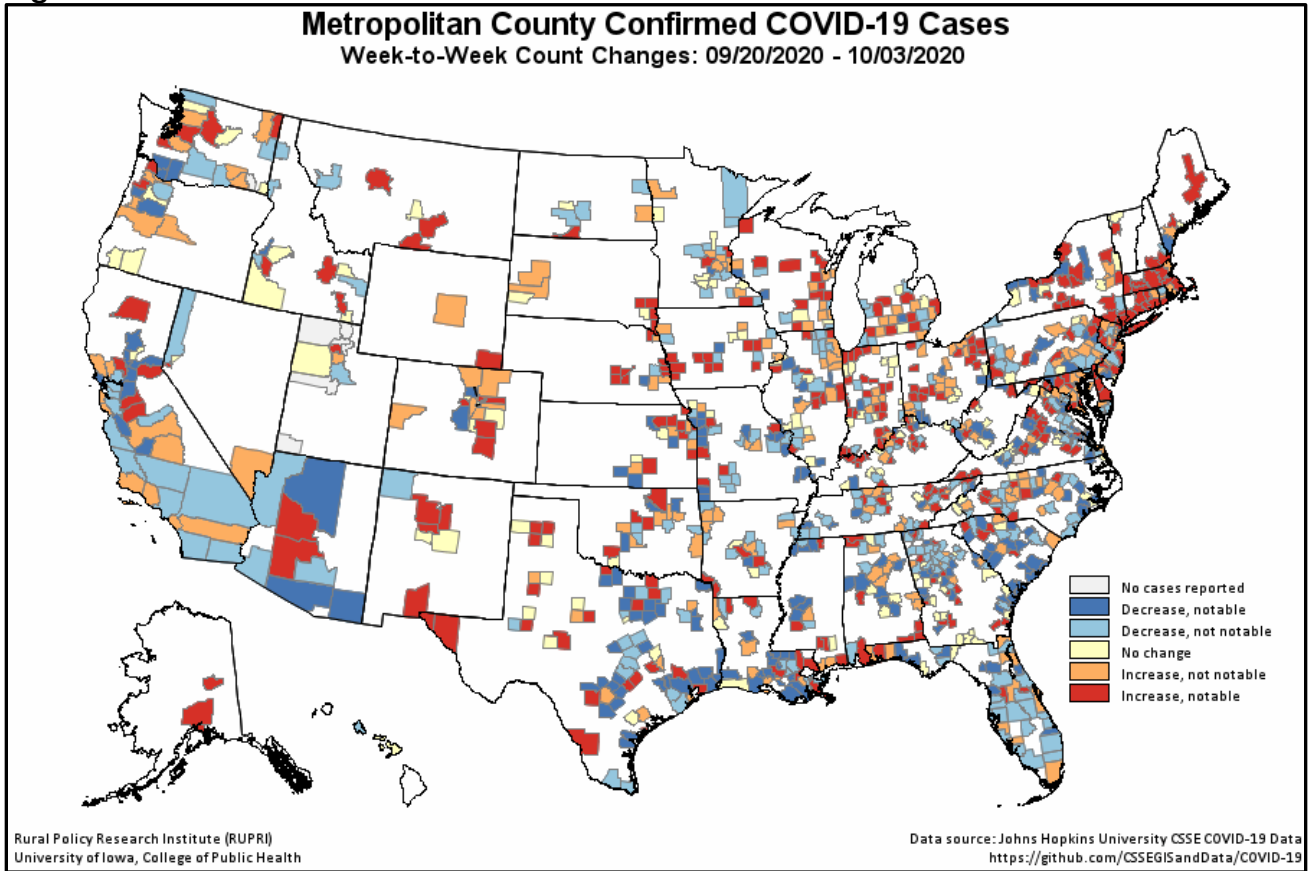 Metropolitan County Confirmed COVID-19 Cases
Week-to-Week Count Changes: 09/20/2020 - 10/03/2020
No cases reported
Decrease, notable
Decrease, not notable
No change
Increase, not notable
Increase, notable
Rural Policy Research Institute (RUPRI)
University of Iowa, College of Public Health
Data source: Johns Hopkins University CSSE COVID-19 Data
https://github.com/CSSEGISandData/COVID-19